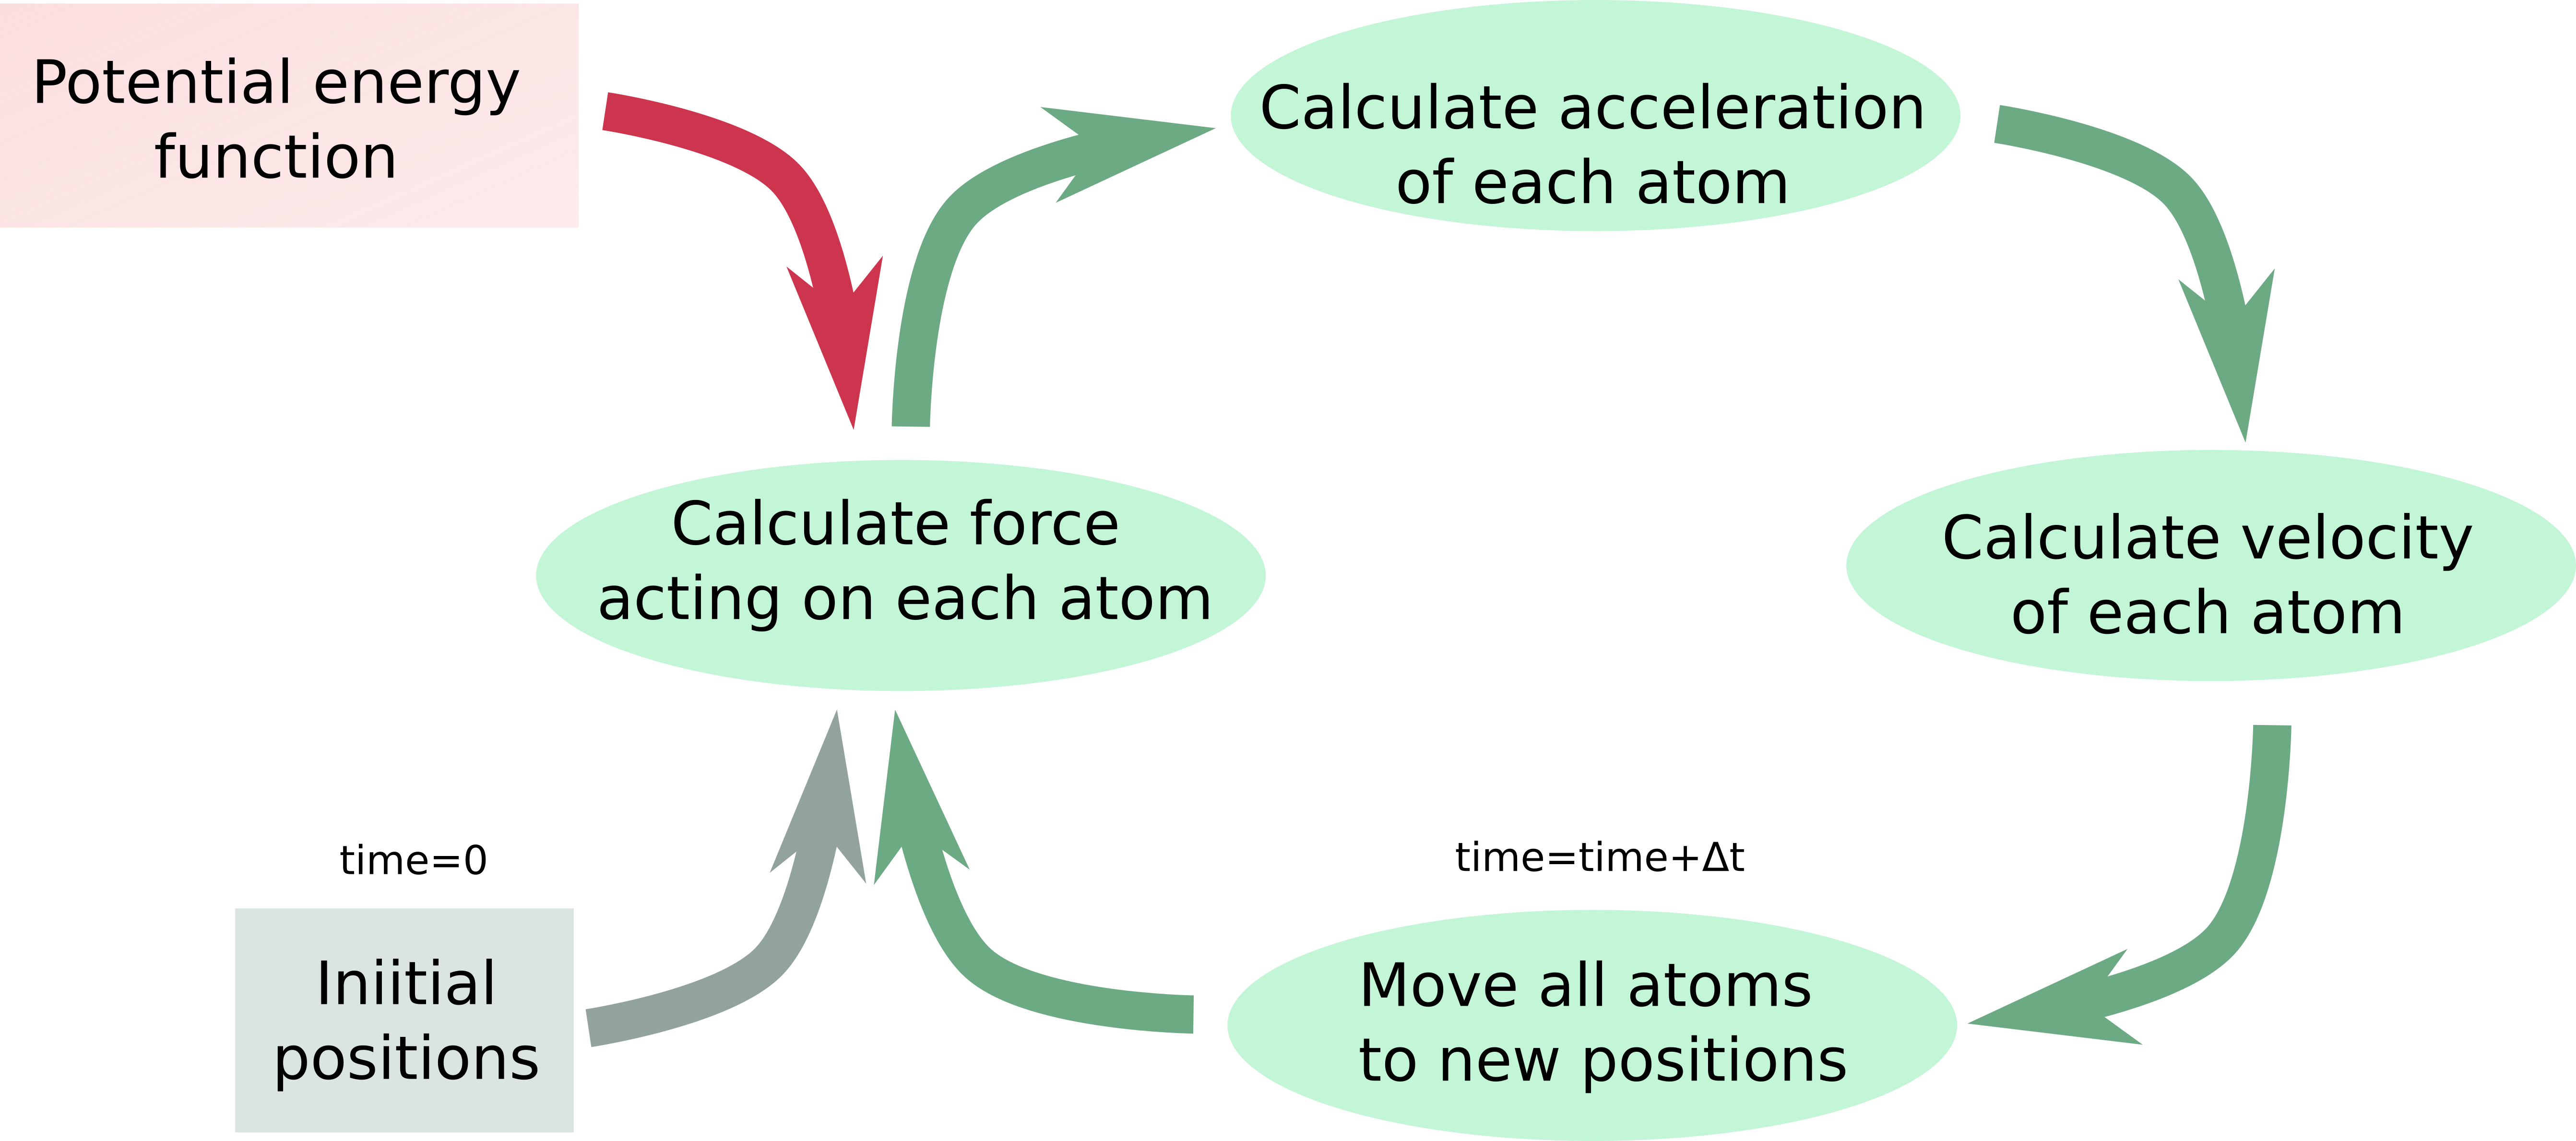 Potential energy
function
Calculate acceleration
of each atom
Calculate force
acting on each atom
Calculate velocity
of each atom
time=0
Iniitial
positions
time=time+Δt
Move all atoms
to new positions